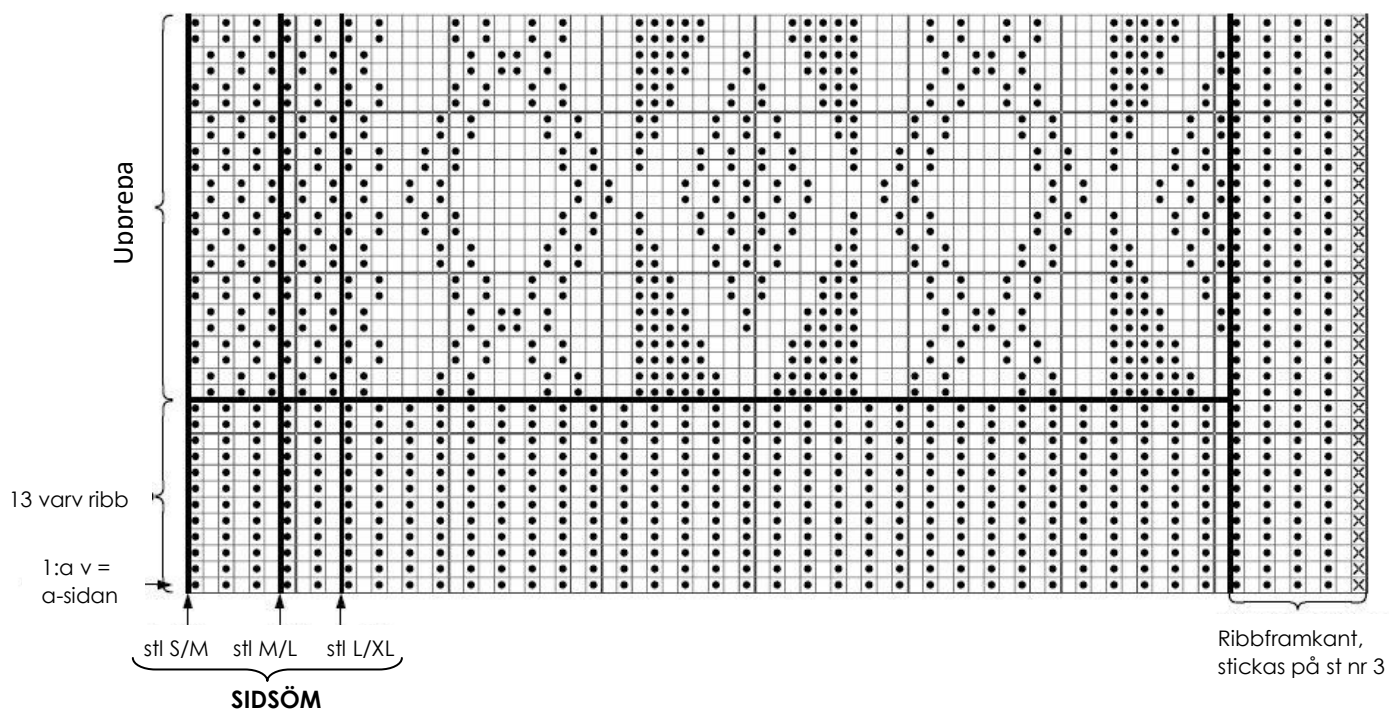 Upprepa
13 varv ribb
1:a v =
a-sidan
stl S/M
stl M/L
stl L/XL
SIDSÖM
Ribbframkant,
stickas på st nr 3